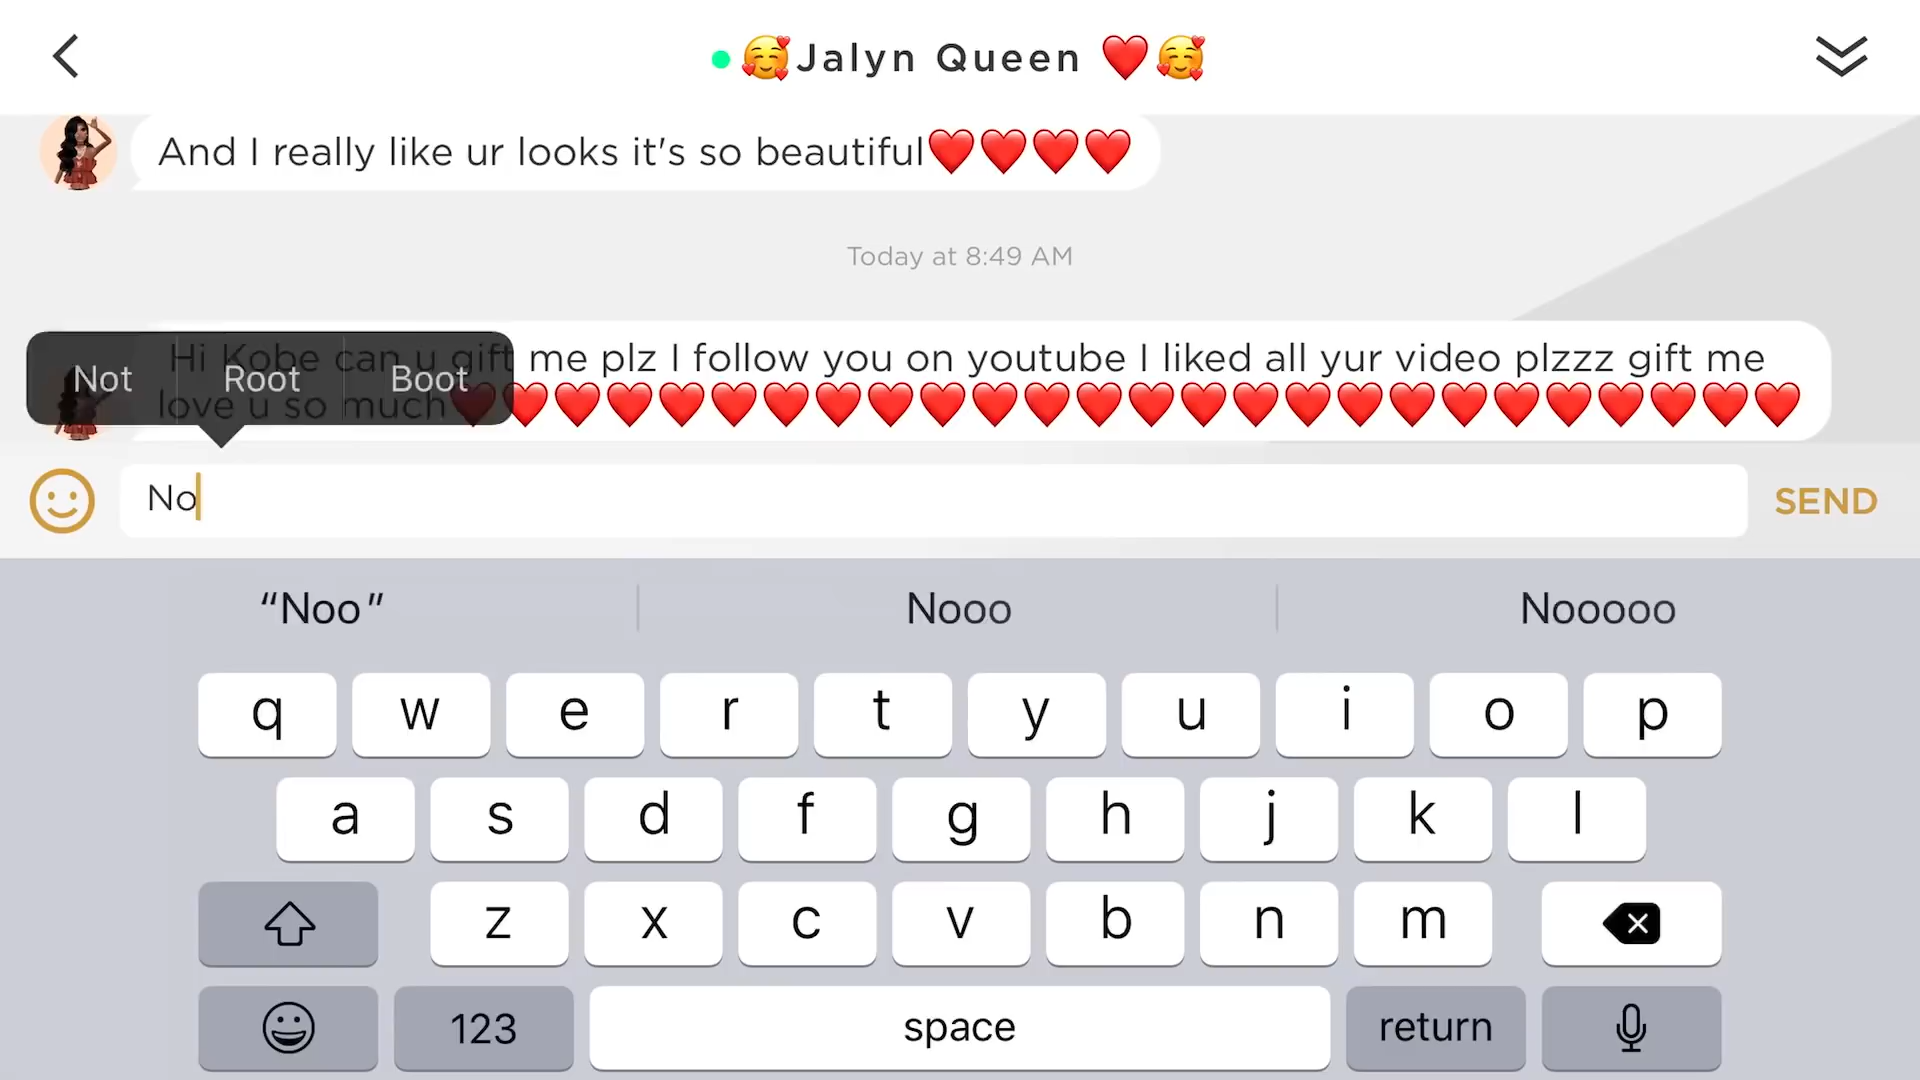 🥰Jalyn Queen ❤️🥰
And I really like ur looks it's so beautiful❤️❤️❤️❤️
Today at 8:49 AM
Hi Kobe can u gift me plz I follow you on youtube I liked all yur video plzzz gift me
love u so much❤️❤️❤️❤️❤️❤️❤️❤️❤️❤️❤️❤️❤️❤️❤️❤️❤️❤️❤️❤️❤️❤️❤️❤️❤️❤️
Not Root Boot
No
SEND
“Noo” Nooo Nooooo
q w e r t y u i o p
a s d f g h j k l
z x c v b n m
123 space return